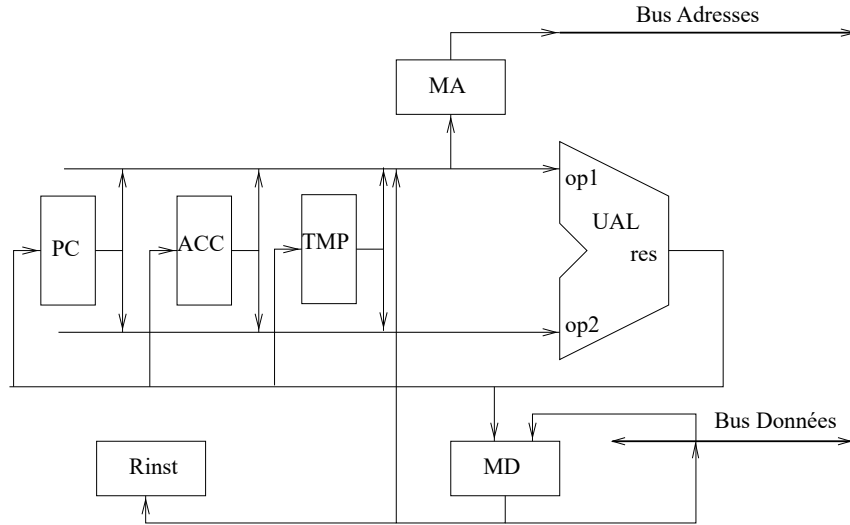 Bus Adresses
MA
op1
PC
ACC
TMP
UAL
res
op2
Bus Données
Rinst
MD